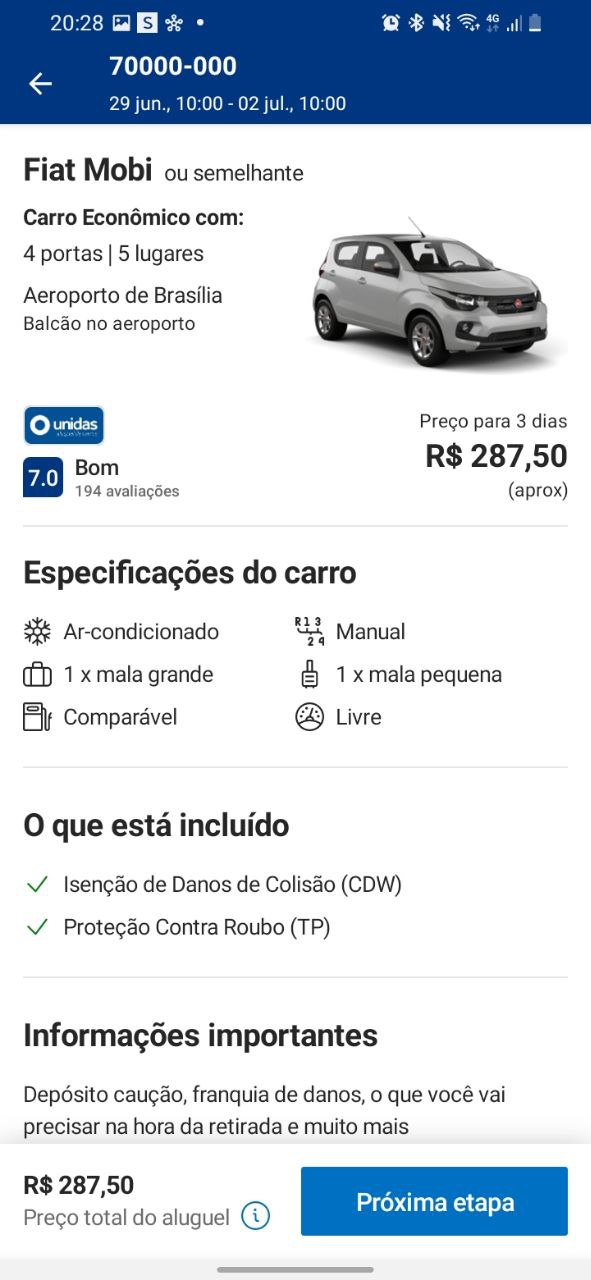 20:28 S 4G
70000-000
29 jun., 10:00 - 02 jul., 10:00
Fiat Mobi ou semelhante
Carro Econômico com:
4 portas | 5 lugares
Aeroporto de Brasília
Balcão no aeroporto
unidas
Preço para 3 dias
R$ 287,50
(aprox)
7.0 Bom
194 avaliações
Especificações do carro
Ar-condicionado
R13
24
Manual
1 x mala grande
1 x mala pequena
Comparável
Livre
O que está incluído
Isenção de Danos de Colisão (CDW)
Proteção Contra Roubo (TP)
Informações importantes
Depósito caução, franquia de danos, o que você vai
precisar na hora da retirada e muito mais
R$ 287,50
Preço total do aluguel i
Próxima etapa